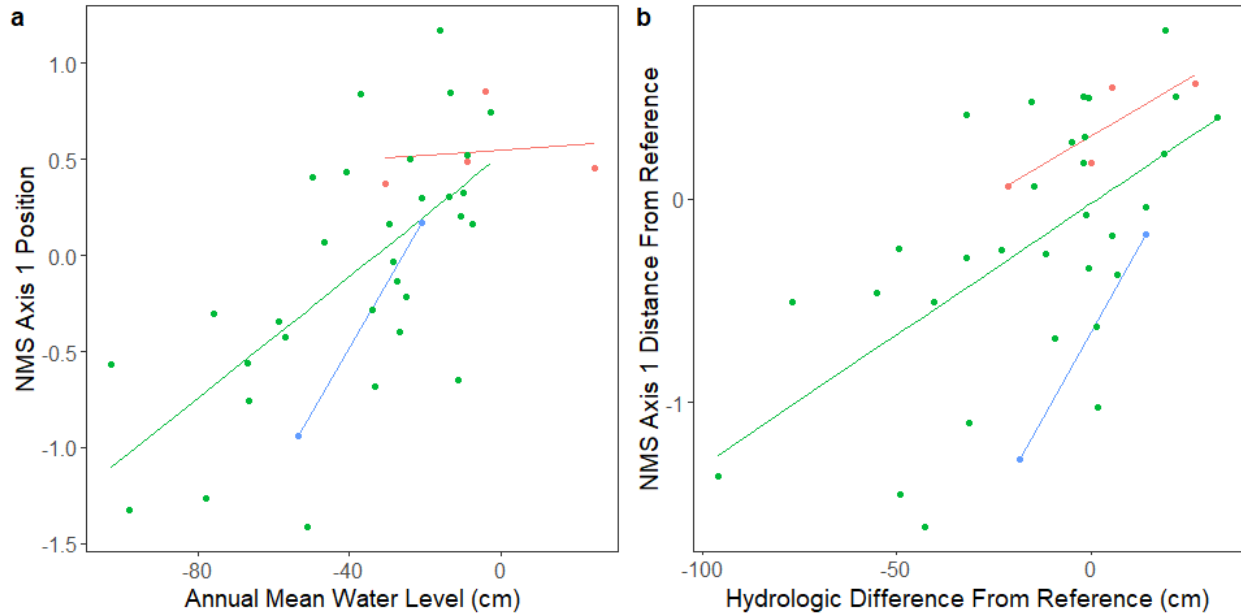 a
NMS Axis 1 Position
1.0
0.5
0.0
-0.5
-1.0
-1.5
-80
-40
0
Annual Mean Water Level (cm)
b
NMS Axis 1 Distance From Reference
0
-1
-100
-50
0
Hydrologic Difference From Reference (cm)